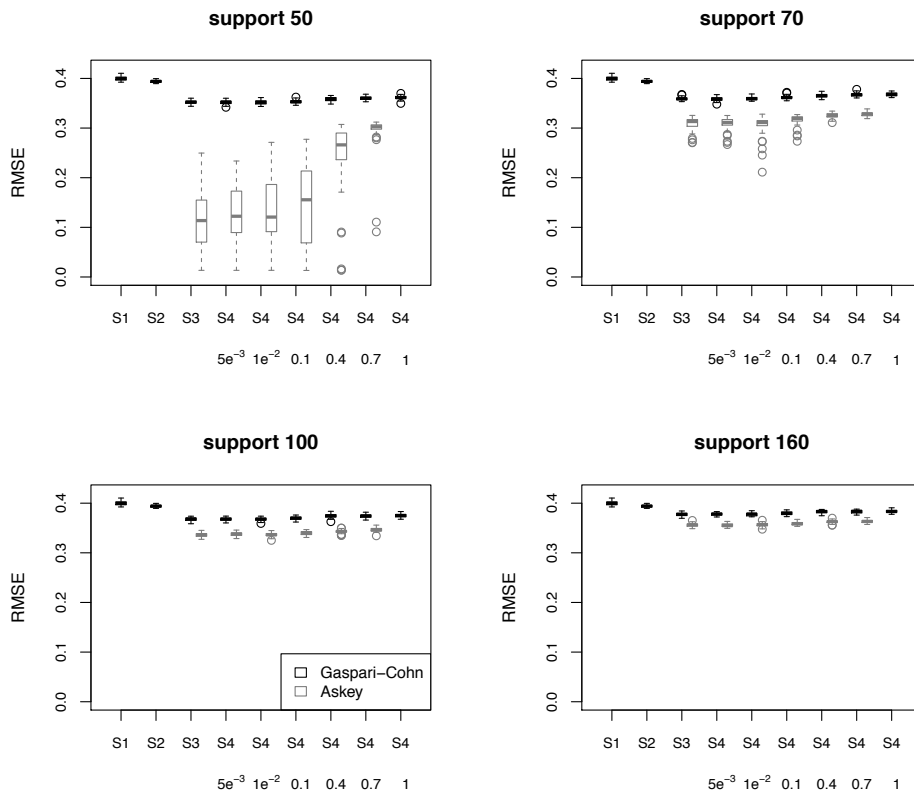 support 50
RMSE
0.4
0.3
0.2
0.1
0.0
S1 S2 S3 S4 S4 S4 S4 S4 S4
5e⁻³ 1e⁻² 0.1 0.4 0.7 1
support 70
RMSE
0.4
0.3
0.2
0.1
0.0
S1 S2 S3 S4 S4 S4 S4 S4 S4
5e⁻³ 1e⁻² 0.1 0.4 0.7 1
support 100
RMSE
0.4
0.3
0.2
0.1
0.0
Gaspari−Cohn
Askey
S1 S2 S3 S4 S4 S4 S4 S4 S4
5e⁻³ 1e⁻² 0.1 0.4 0.7 1
support 160
RMSE
0.4
0.3
0.2
0.1
0.0
S1 S2 S3 S4 S4 S4 S4 S4 S4
5e⁻³ 1e⁻² 0.1 0.4 0.7 1